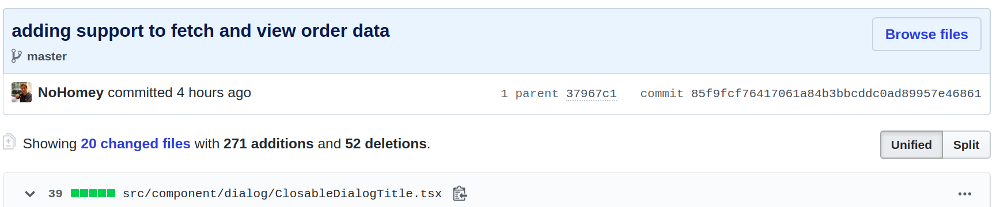 adding support to fetch and view order data
Browse files
master
NoHomey committed 4 hours ago
1 parent 37967c1 commit 85f9fcf76417061a84b3bbcddc0ad89957e46861
Showing 20 changed files with 271 additions and 52 deletions.
Unified Split
39 src/component/dialog/ClosableDialogTitle.tsx